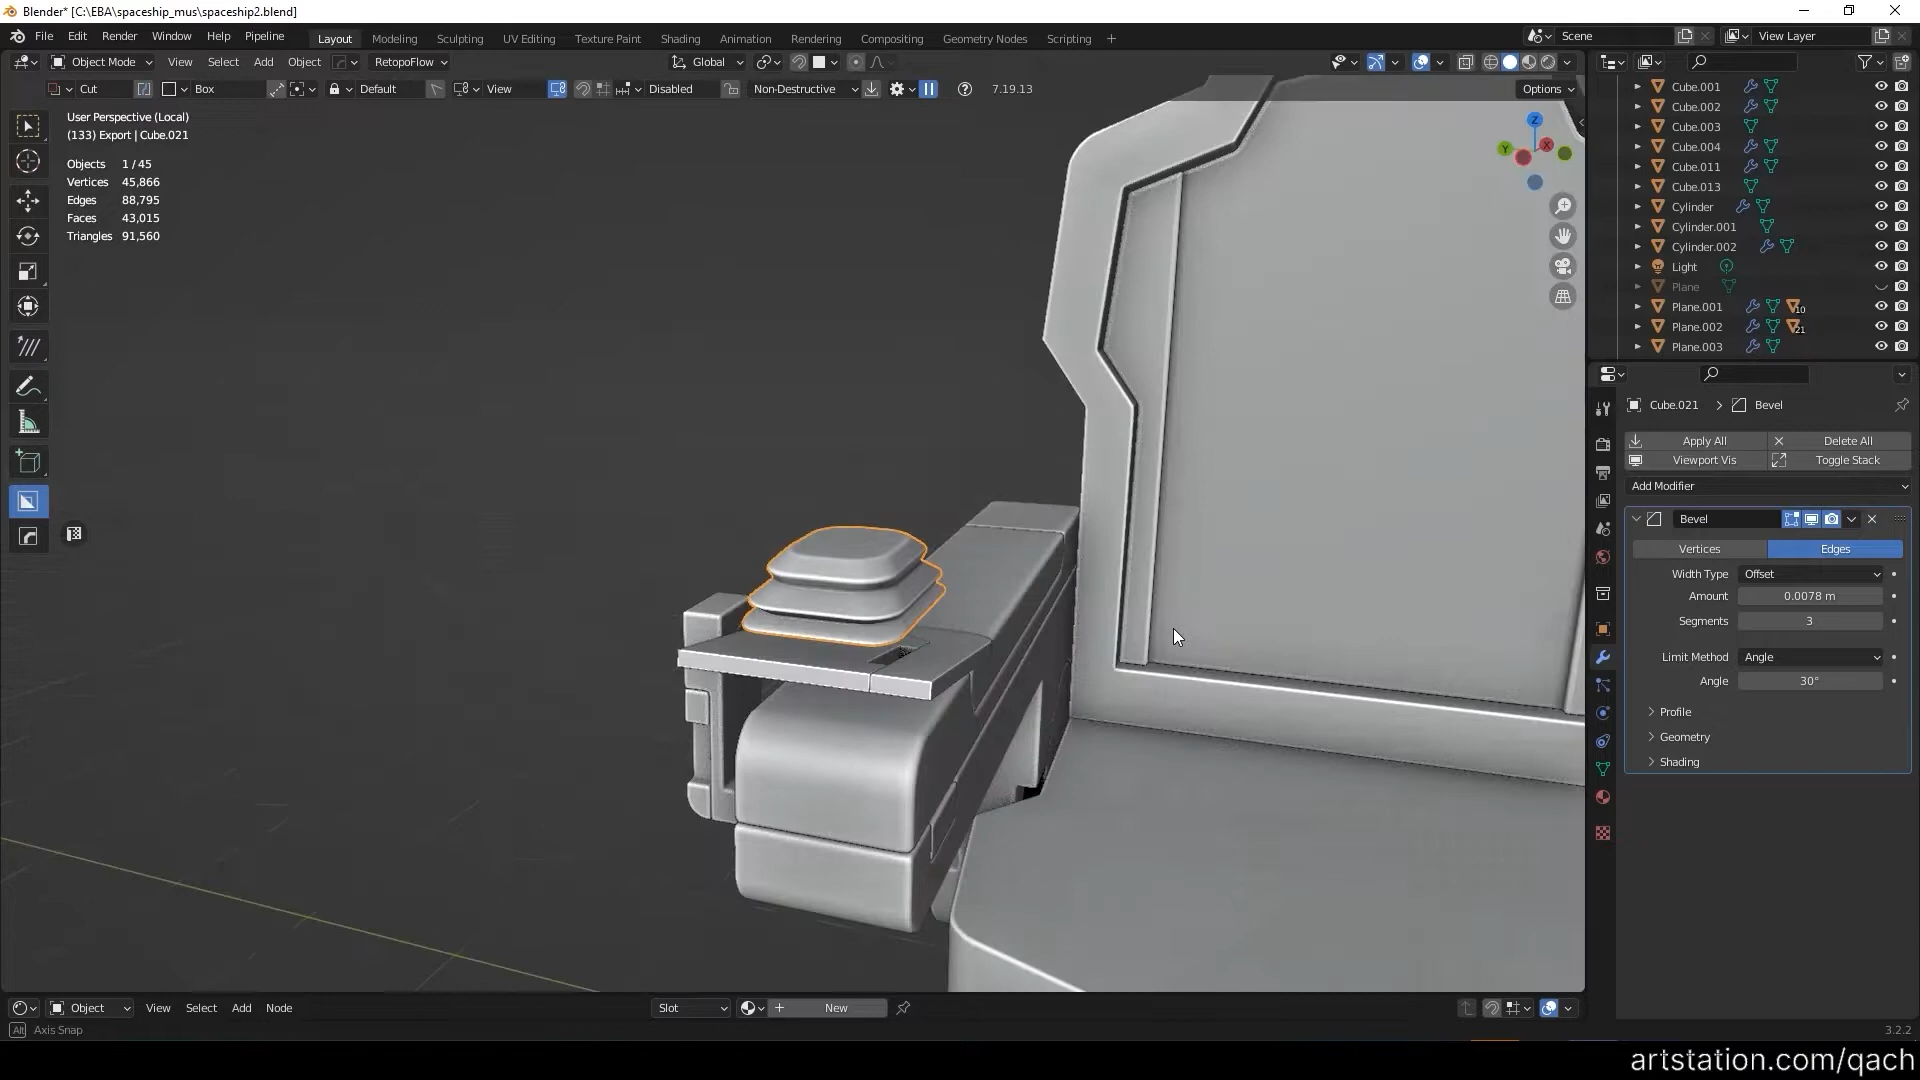 Blender* [C:\EBA\spaceship_mus\spaceship2.blend]
File Edit Render Window Help Pipeline Layout Modeling Sculpting UV Editing Texture Paint Shading Animation Rendering Compositing Geometry Nodes Scripting + Scene View Layer
Object Mode View Select Add Object RetopoFlow Global
Cut Box Default View Disabled Non-Destructive 7.19.13 Options
User Perspective (Local)
(133) Export | Cube.021
Objects 1 / 45
Vertices 45,866
Edges 88,795
Faces 43,015
Triangles 91,560
Z
Y
X
Cube.001
Cube.002
Cube.003
Cube.004
Cube.011
Cube.013
Cylinder
Cylinder.001
Cylinder.002
Light
Plane
Plane.001 10
Plane.002 21
Plane.003
Cube.021 > Bevel
Apply All Delete All
Viewport Vis Toggle Stack
Add Modifier
Bevel
Vertices Edges
Width Type Offset
Amount 0.0078 m
Segments 3
Limit Method Angle
Angle 30°
Profile
Geometry
Shading
Object View Select Add Node Slot New
Alt Axis Snap
3.2.2
artstation.com/qach